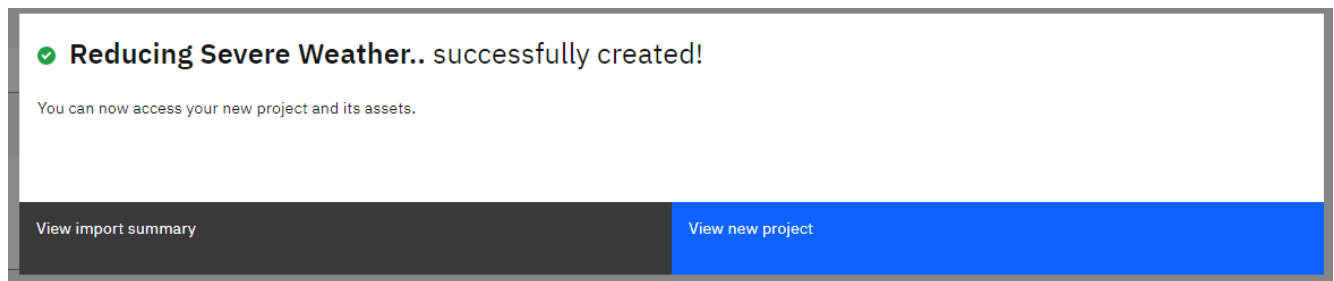 Reducing Severe Weather.. successfully created!
You can now access your new project and its assets.
View import summary
View new project